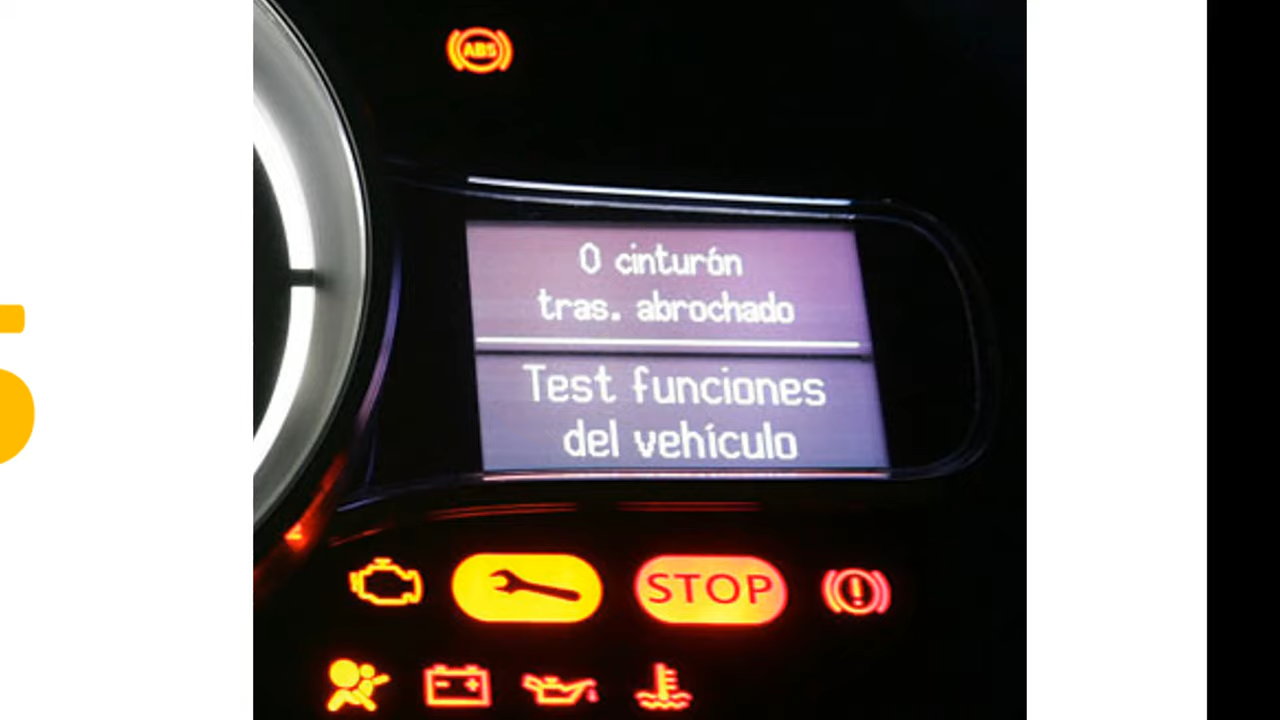 ABS
0 cinturón
tras. abrochado
Test funciones
del vehículo
STOP